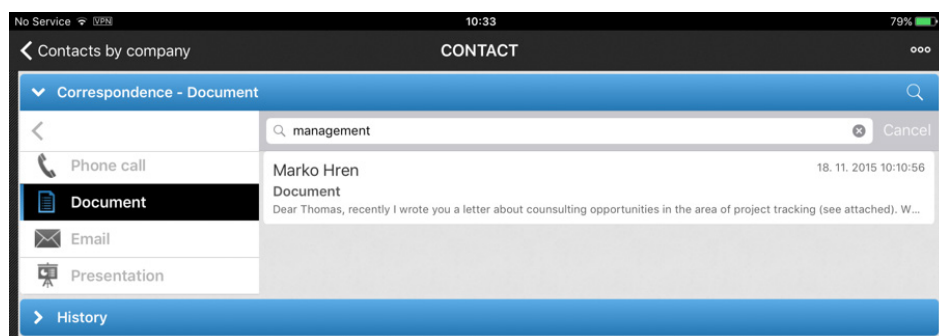 No Service VPN 10:33 79%
Contacts by company CONTACT
Correspondence - Document
management Cancel
Phone call
Marko Hren 18. 11. 2015 10:10:56
Document
Document
Dear Thomas, recently I wrote you a letter about counsulting opportunities in the area of project tracking (see attached). W...
Email
Presentation
History